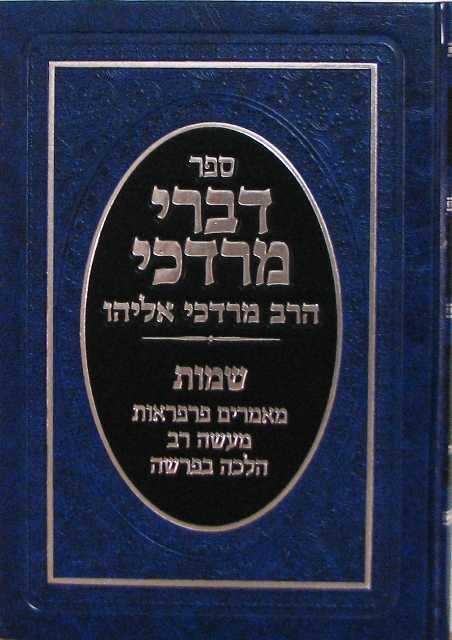 ספר
דברי
מרדכי
הרב מרדכי אליהו
שמות
מאמרים פרפראות
מעשה רב
הלכה בפרשה